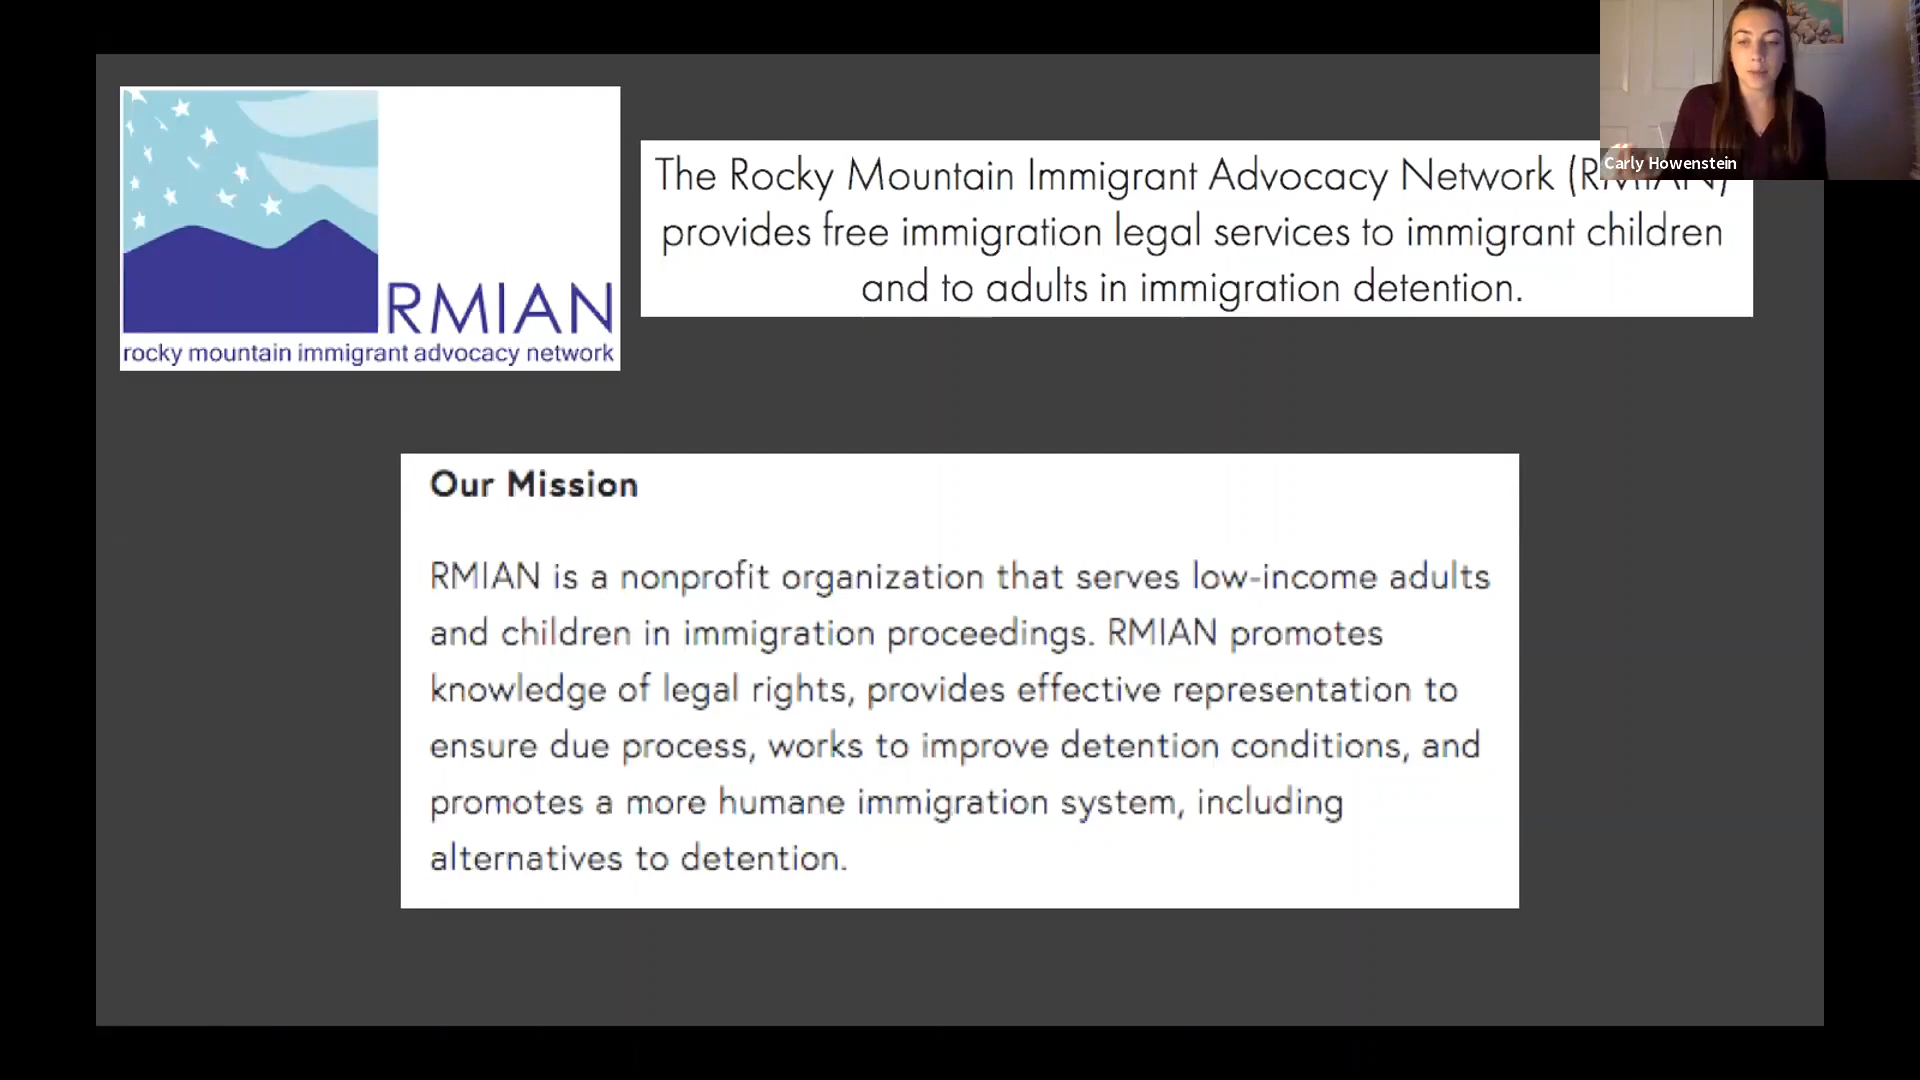 RMIAN
rocky mountain immigrant advocacy network
The Rocky Mountain Immigrant Advocacy Network (RMIAN)
provides free immigration legal services to immigrant children
and to adults in immigration detention.
Carly Howenstein
Our Mission
RMIAN is a nonprofit organization that serves low-income adults
and children in immigration proceedings. RMIAN promotes
knowledge of legal rights, provides effective representation to
ensure due process, works to improve detention conditions, and
promotes a more humane immigration system, including
alternatives to detention.